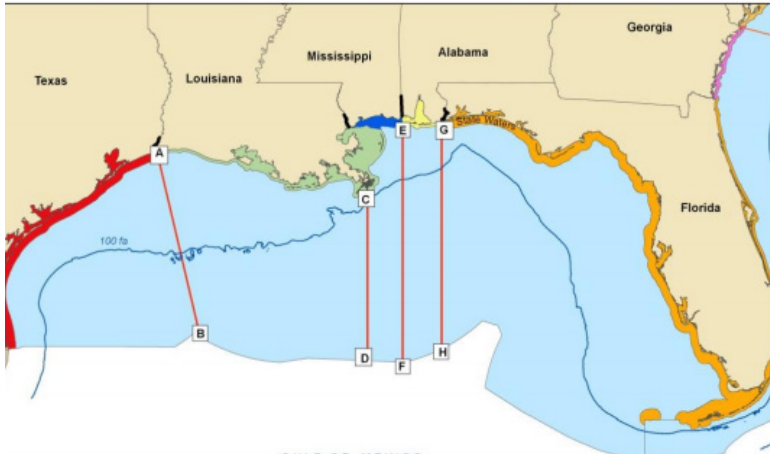 Georgia
Mississippi
Alabama
Texas
Louisiana
State Waters
E
G
A
C
Florida
100 fa
B
D
F
H